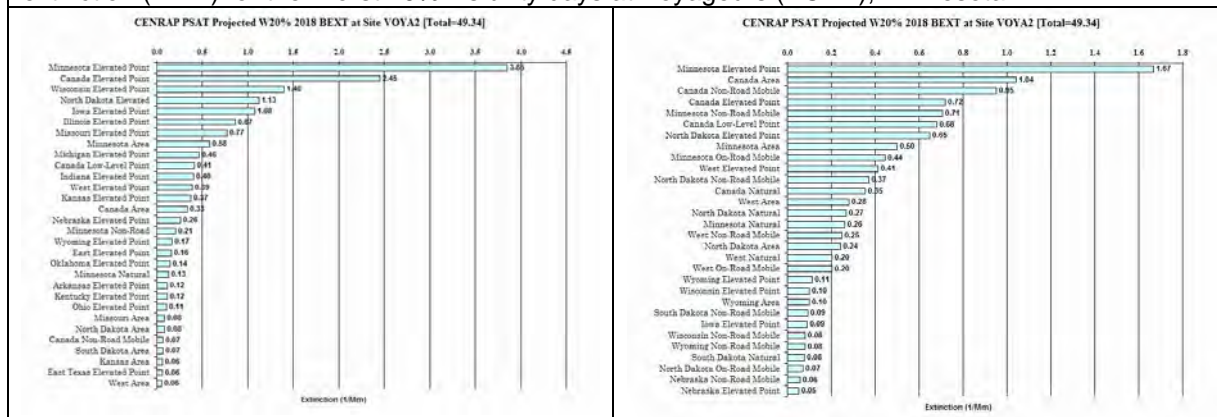 CENRAP PSAT Projected W20% 2018 BEXT at Site VOYA2 [Total=49.34]
0.0 0.5 1.0 1.5 2.0 2.5 3.0 3.5 4.0 4.5
Minnesota Elevated Point
Canada Elevated Point 2.45
Wisconsin Elevated Point 1.40
North Dakota Elevated 1.13
Iowa Elevated Point 1.08
Illinois Elevated Point 0.87
Missouri Elevated Point 0.77
Minnesota Area 0.58
Michigan Elevated Point 0.46
Canada Low-Level Point 0.41
Indiana Elevated Point 0.40
West Elevated Point 0.39
Kansas Elevated Point 0.37
Canada Area 0.33
Nebraska Elevated Point 0.26
Minnesota Non-Road 0.21
Wyoming Elevated Point 0.17
East Elevated Point 0.16
Oklahoma Elevated Point 0.14
Minnesota Natural 0.13
Arkansas Elevated Point 0.12
Kentucky Elevated Point 0.12
Ohio Elevated Point 0.11
Missouri Area
North Dakota Area 0.08
Canada Non-Road Mobile 0.07
South Dakota Area 0.07
Kansas Area 0.06
East Texas Elevated Point 0.06
West Area 0.06
Extinction (1/Mm)
CENRAP PSAT Projected W20% 2018 BEXT at Site VOYA2 [Total=49.34]
0.0 0.2 0.4 0.6 0.8 1.0 1.2 1.4 1.6 1.8
Minnesota Elevated Point 1.67
Canada Area 1.04
Canada Non-Road Mobile 0.95
Canada Elevated Point 0.72
Minnesota Non-Road Mobile 0.71
Canada Low-Level Point 0.68
North Dakota Elevated Point 0.65
Minnesota Area 0.50
Minnesota On-Road Mobile 0.44
West Elevated Point 0.41
North Dakota Non-Road Mobile 0.37
Canada Natural 0.35
West Area 0.28
North Dakota Natural 0.27
Minnesota Natural 0.26
West Non-Road Mobile 0.25
North Dakota Area 0.24
West Natural 0.20
West On-Road Mobile 0.20
Wyoming Elevated Point 0.11
Wisconsin Elevated Point 0.10
Wyoming Area 0.10
South Dakota Non-Road Mobile 0.09
Iowa Elevated Point 0.09
Wisconsin Non-Road Mobile 0.08
Wyoming Non-Road Mobile 0.08
South Dakota Natural 0.08
North Dakota On-Road Mobile 0.07
Nebraska Non-Road Mobile 0.06
Nebraska Elevated Point 0.05
Extinction (1/Mm)